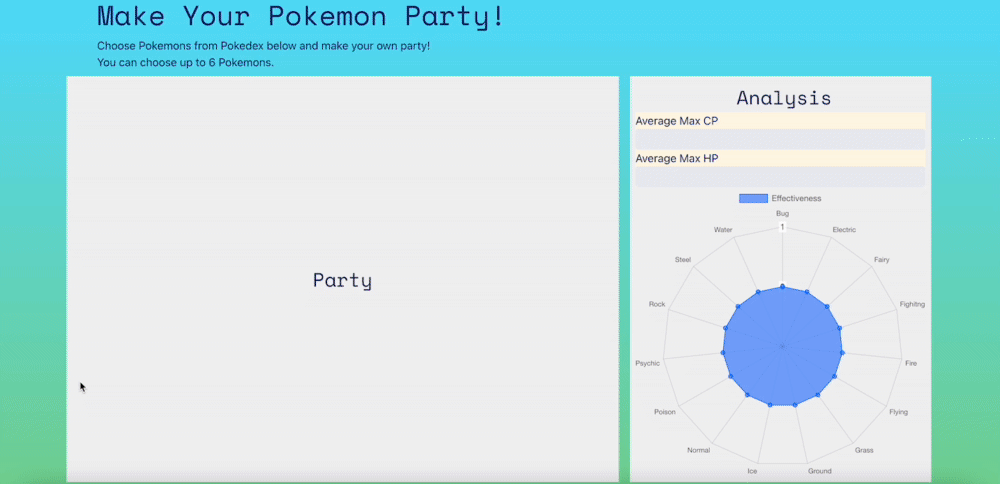 Make Your Pokemon Party!
Choose Pokemons from Pokedex below and make your own party!
You can choose up to 6 Pokemons.
Party
Analysis
Average Max CP
Average Max HP
Effectiveness
Bug
Electric
Fairy
Fighitng
Fire
Flying
Grass
Ground
Ice
Normal
Poison
Psychic
Rock
Steel
Water
1